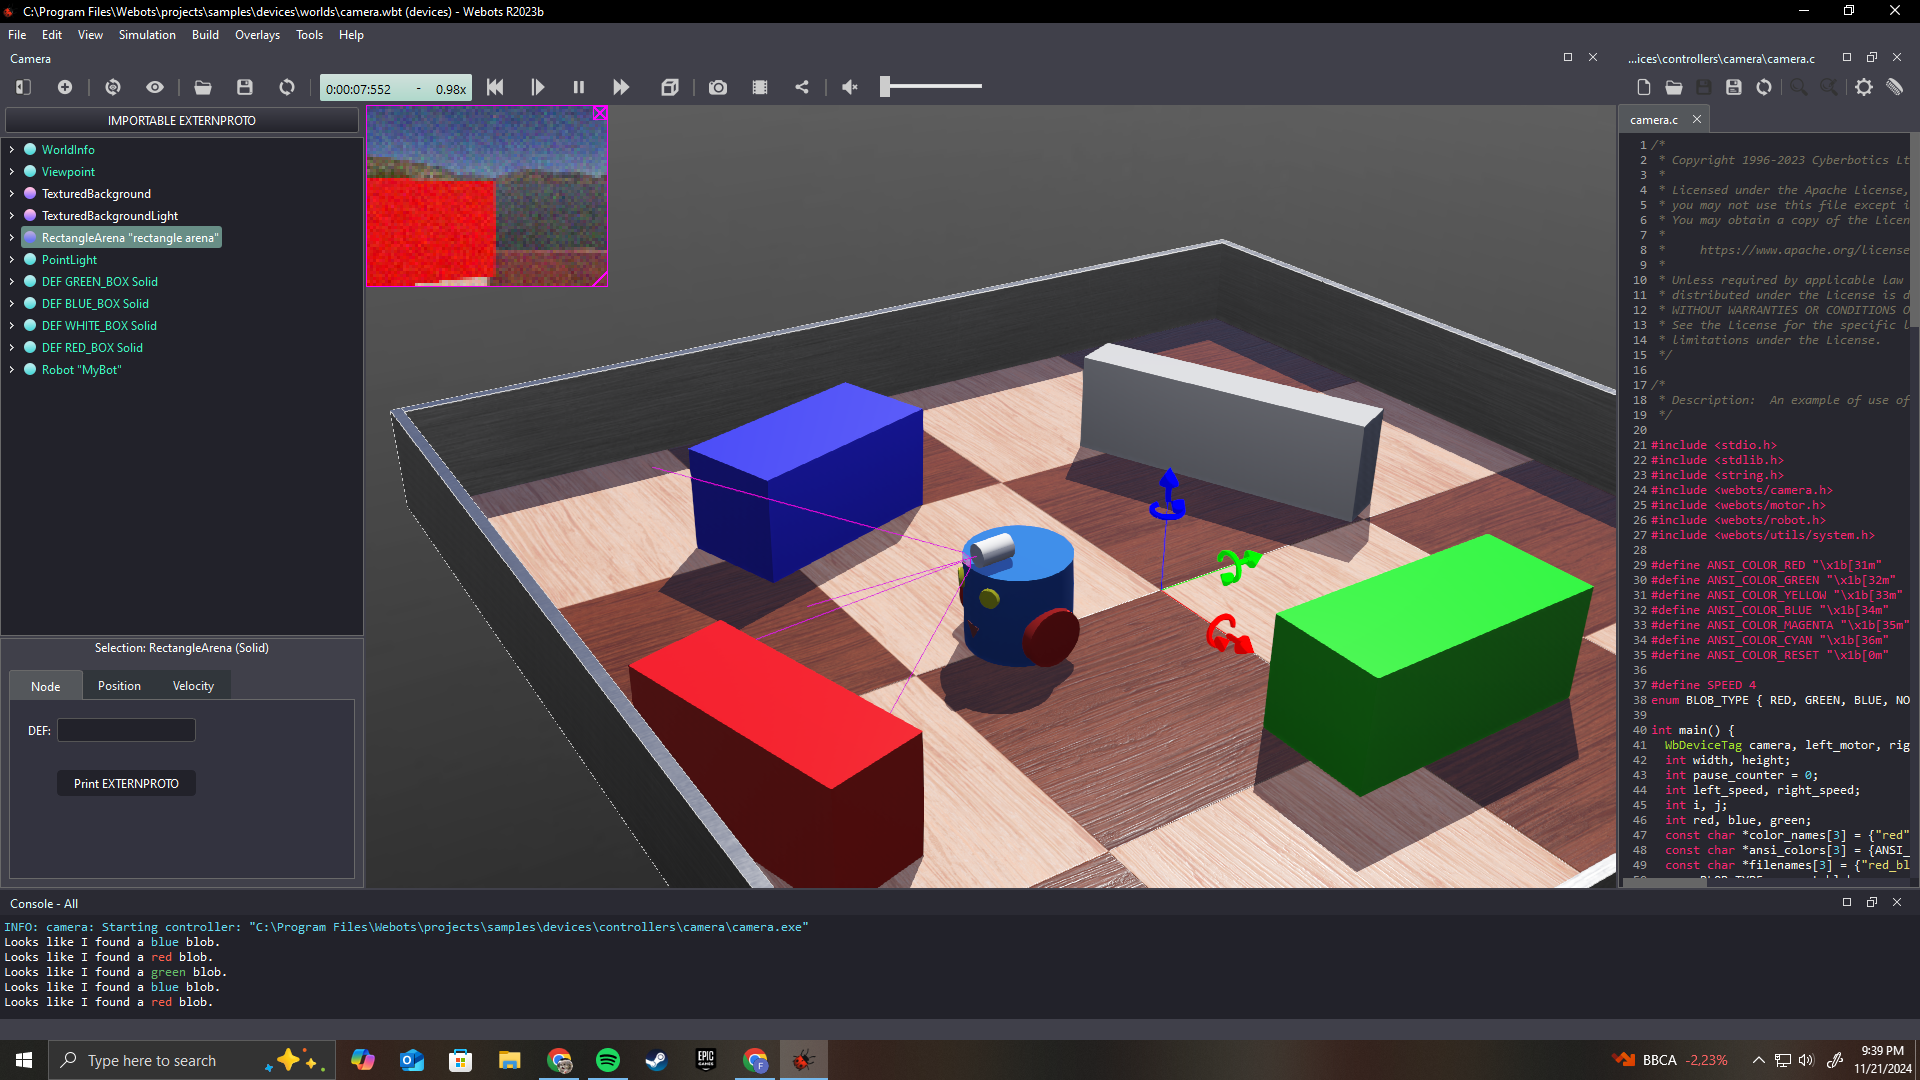 C:\Program Files\Webots\projects\samples\devices\worlds\camera.wbt (devices) - Webots R2023b
File Edit View Simulation Build Overlays Tools Help
Camera
...ices\controllers\camera\camera.c
0:00:07:552 - 0.98x
IMPORTABLE EXTERNPROTO
WorldInfo
Viewpoint
TexturedBackground
TexturedBackgroundLight
RectangleArena "rectangle arena"
PointLight
DEF GREEN_BOX Solid
DEF BLUE_BOX Solid
DEF WHITE_BOX Solid
DEF RED_BOX Solid
Robot "MyBot"
Selection: RectangleArena (Solid)
Node Position Velocity
DEF:
Print EXTERNPROTO
camera.c
1 /*
2 * Copyright 1996-2023 Cyberbotics Lt
3 *
4 * Licensed under the Apache License,
5 * you may not use this file except i
6 * You may obtain a copy of the Licen
7 *
8 * https://www.apache.org/license
9 *
10 * Unless required by applicable law
11 * distributed under the License is d
12 * WITHOUT WARRANTIES OR CONDITIONS O
13 * See the License for the specific l
14 * limitations under the License.
15 */
16
17 /*
18 * Description: An example of use of
19 */
20
21 #include <stdio.h>
22 #include <stdlib.h>
23 #include <string.h>
24 #include <webots/camera.h>
25 #include <webots/motor.h>
26 #include <webots/robot.h>
27 #include <webots/utils/system.h>
28
29 #define ANSI_COLOR_RED "\x1b[31m"
30 #define ANSI_COLOR_GREEN "\x1b[32m"
31 #define ANSI_COLOR_YELLOW "\x1b[33m"
32 #define ANSI_COLOR_BLUE "\x1b[34m"
33 #define ANSI_COLOR_MAGENTA "\x1b[35m"
34 #define ANSI_COLOR_CYAN "\x1b[36m"
35 #define ANSI_COLOR_RESET "\x1b[0m"
36
37 #define SPEED 4
38 enum BLOB_TYPE { RED, GREEN, BLUE, NO
39
40 int main() {
41 WbDeviceTag camera, left_motor, rig
42 int width, height;
43 int pause_counter = 0;
44 int left_speed, right_speed;
45 int i, j;
46 int red, blue, green;
47 const char *color_names[3] = {"red"
48 const char *ansi_colors[3] = {ANSI_
49 const char *filenames[3] = {"red_bl
Console - All
INFO: camera: Starting controller: "C:\Program Files\Webots\projects\samples\devices\controllers\camera\camera.exe"
Looks like I found a blue blob.
Looks like I found a red blob.
Looks like I found a green blob.
Looks like I found a blue blob.
Looks like I found a red blob.
Type here to search
EPIC GAMES
BBCA -2,23%
9:39 PM
11/21/2024